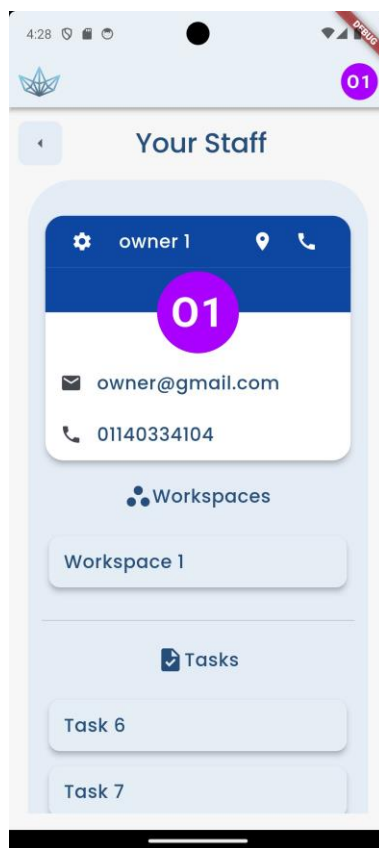 4:28
DEBUG
01
Your Staff
owner 1
01
owner@gmail.com
01140334104
Workspaces
Workspace 1
Tasks
Task 6
Task 7